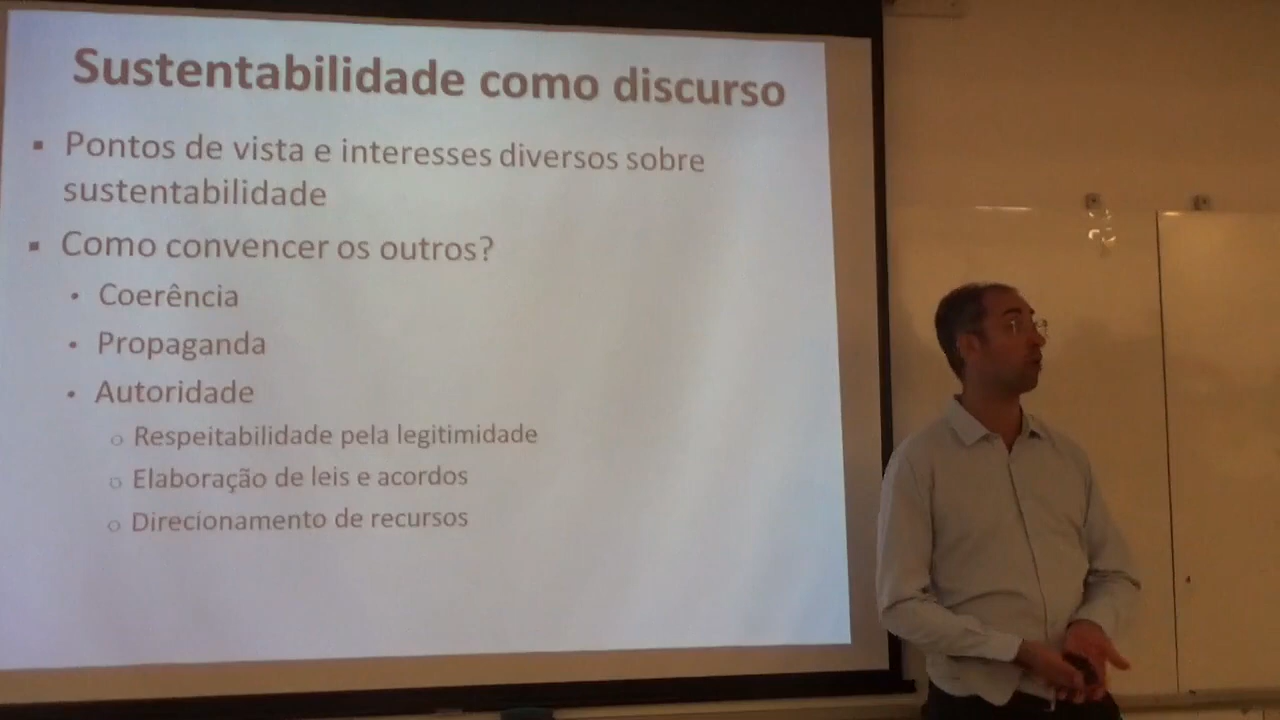 Sustentabilidade como discurso
▪ Pontos de vista e interesses diversos sobre
sustentabilidade
▪ Como convencer os outros?
• Coerência
• Propaganda
• Autoridade
o Respeitabilidade pela legitimidade
o Elaboração de leis e acordos
o Direcionamento de recursos